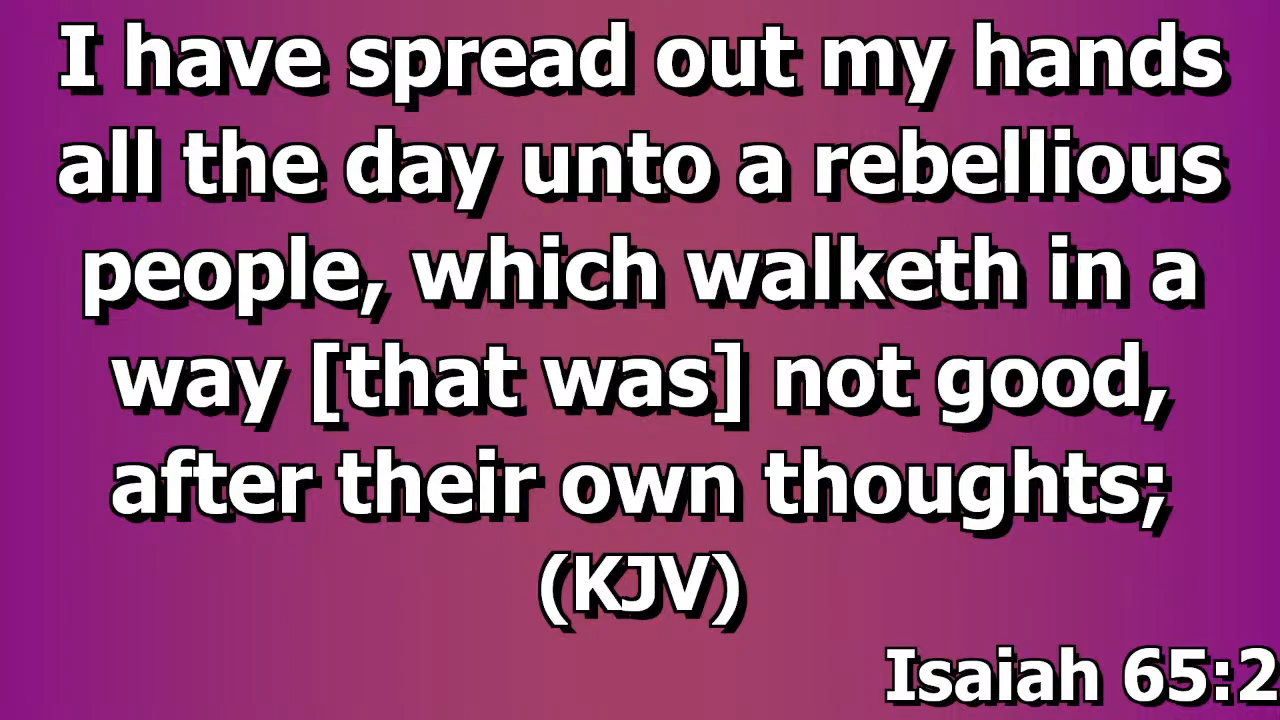 I have spread out my hands
all the day unto a rebellious
people, which walketh in a
way [that was] not good,
after their own thoughts;
(KJV)
Isaiah 65:2